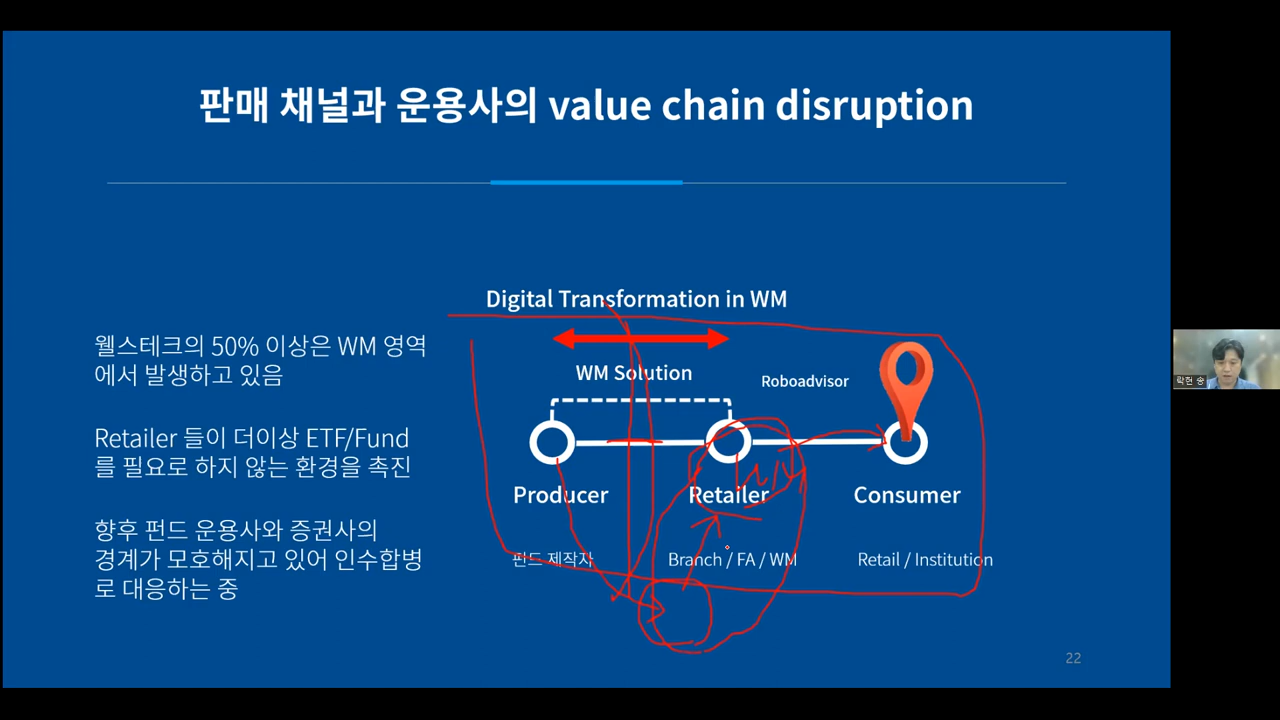 판매 채널과 운용사의 value chain disruption
웰스테크의 50% 이상은 WM 영역
에서 발생하고 있음
Retailer 들이 더이상 ETF/Fund
를 필요로 하지 않는 환경을 촉진
향후 펀드 운용사와 증권사의
경계가 모호해지고 있어 인수합병
로 대응하는 중
Digital Transformation in WM
WM Solution
Roboadvisor
Producer
Retailer
Consumer
펀드 제작자
Branch / FA / WM
Retail / Institution
22
락현 송